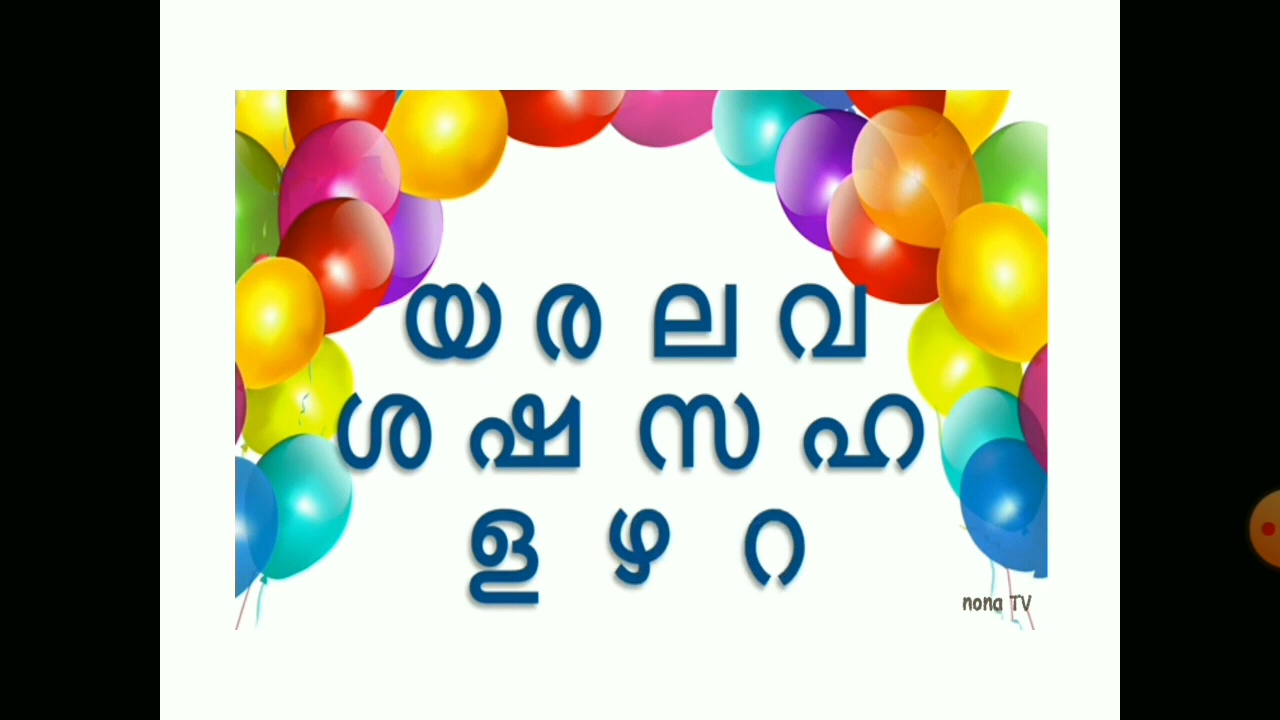 യ ര ല വ
ശ ഷ സ ഹ
ള ഴ റ
nona TV